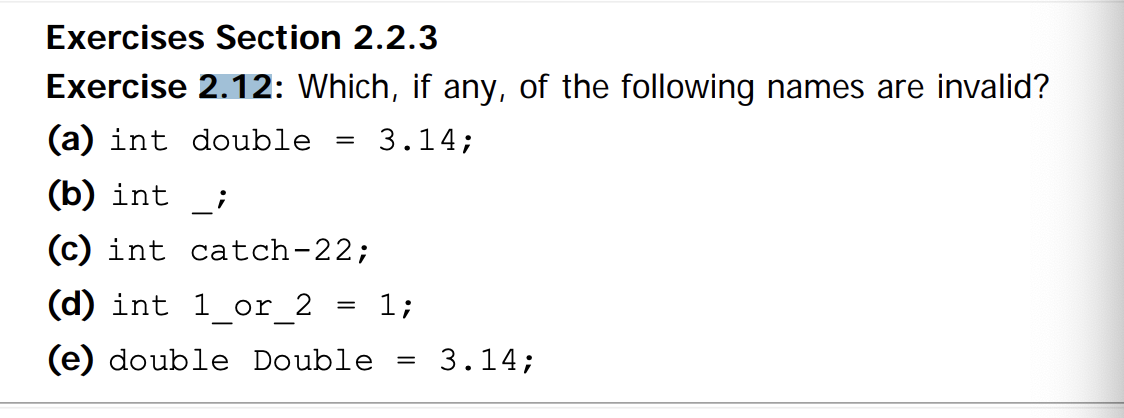 Exercises Section 2.2.3
Exercise 2.12: Which, if any, of the following names are invalid?
(a) int double = 3.14;
(b) int _;
(c) int catch-22;
(d) int 1_or_2 = 1;
(e) double Double = 3.14;